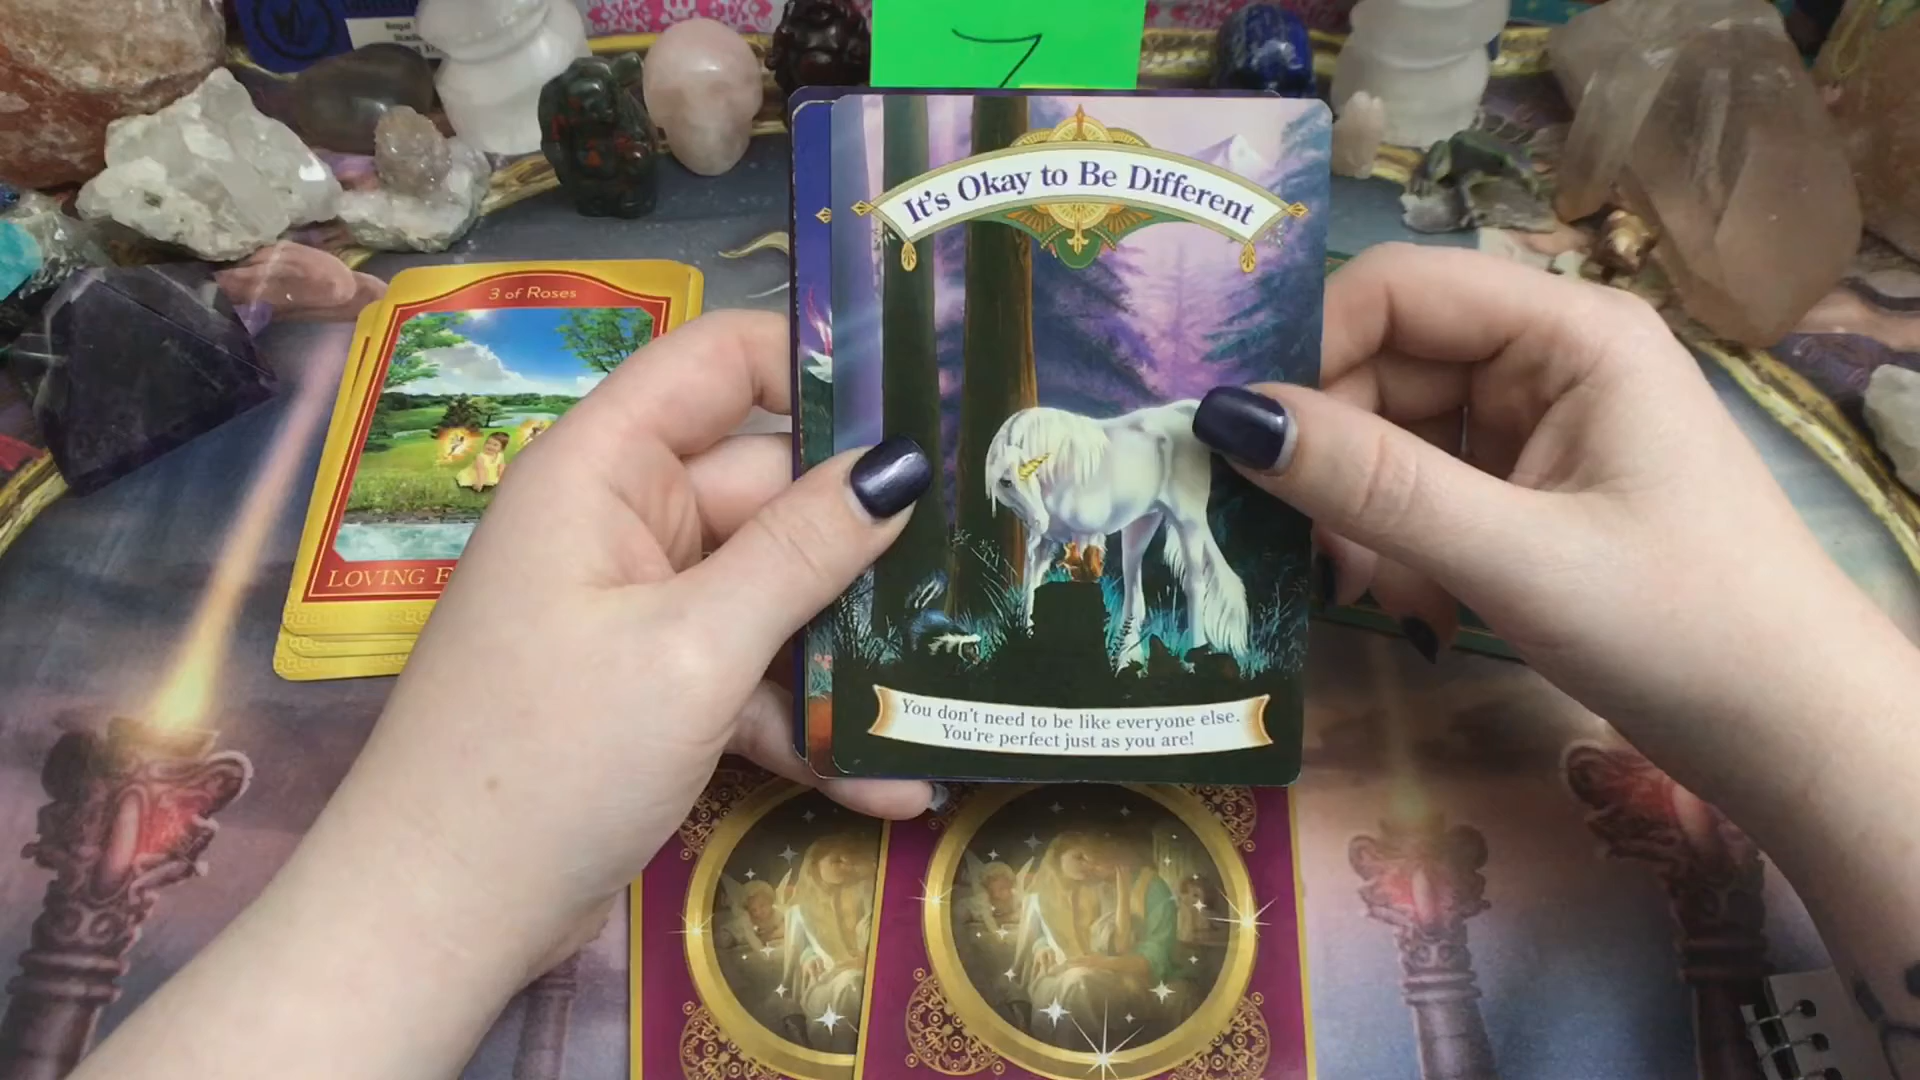 7
It's Okay to Be Different
3 of Roses
LOVING
You don't need to be like everyone else.
You're perfect just as you are!